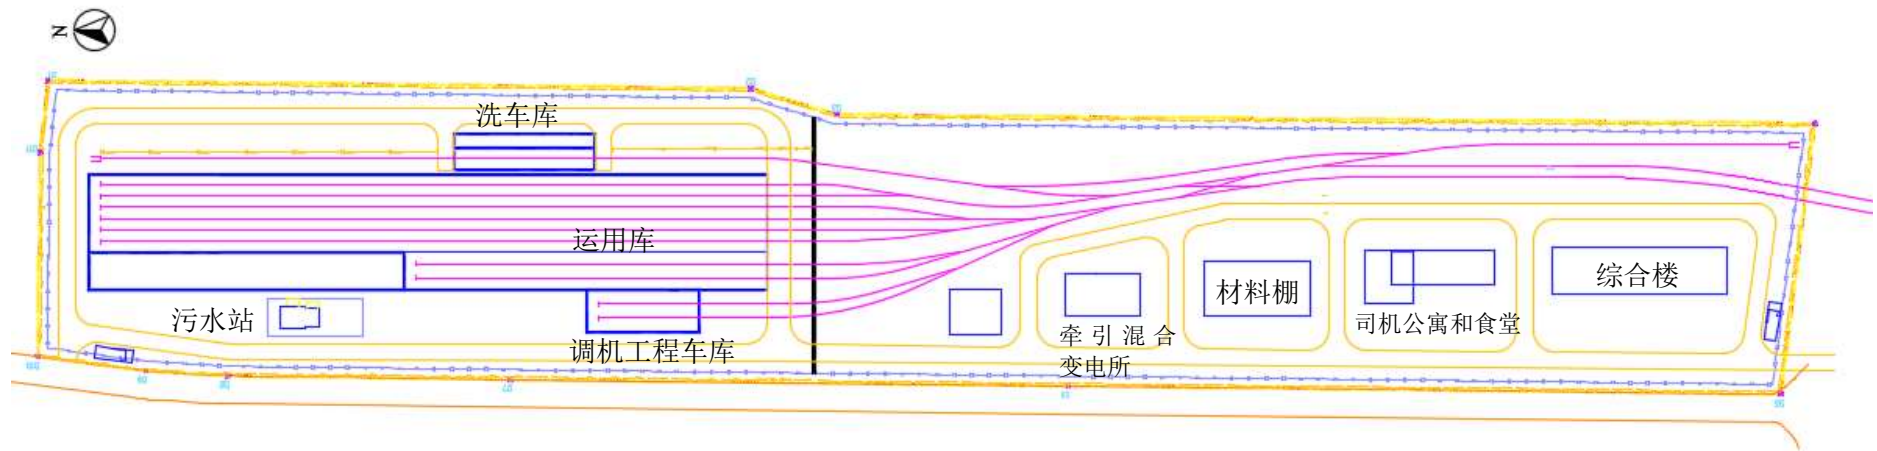 N
洗车库
运用库
污水站
调机工程车库
牵引混合
变电所
材料棚
司机公寓和食堂
综合楼